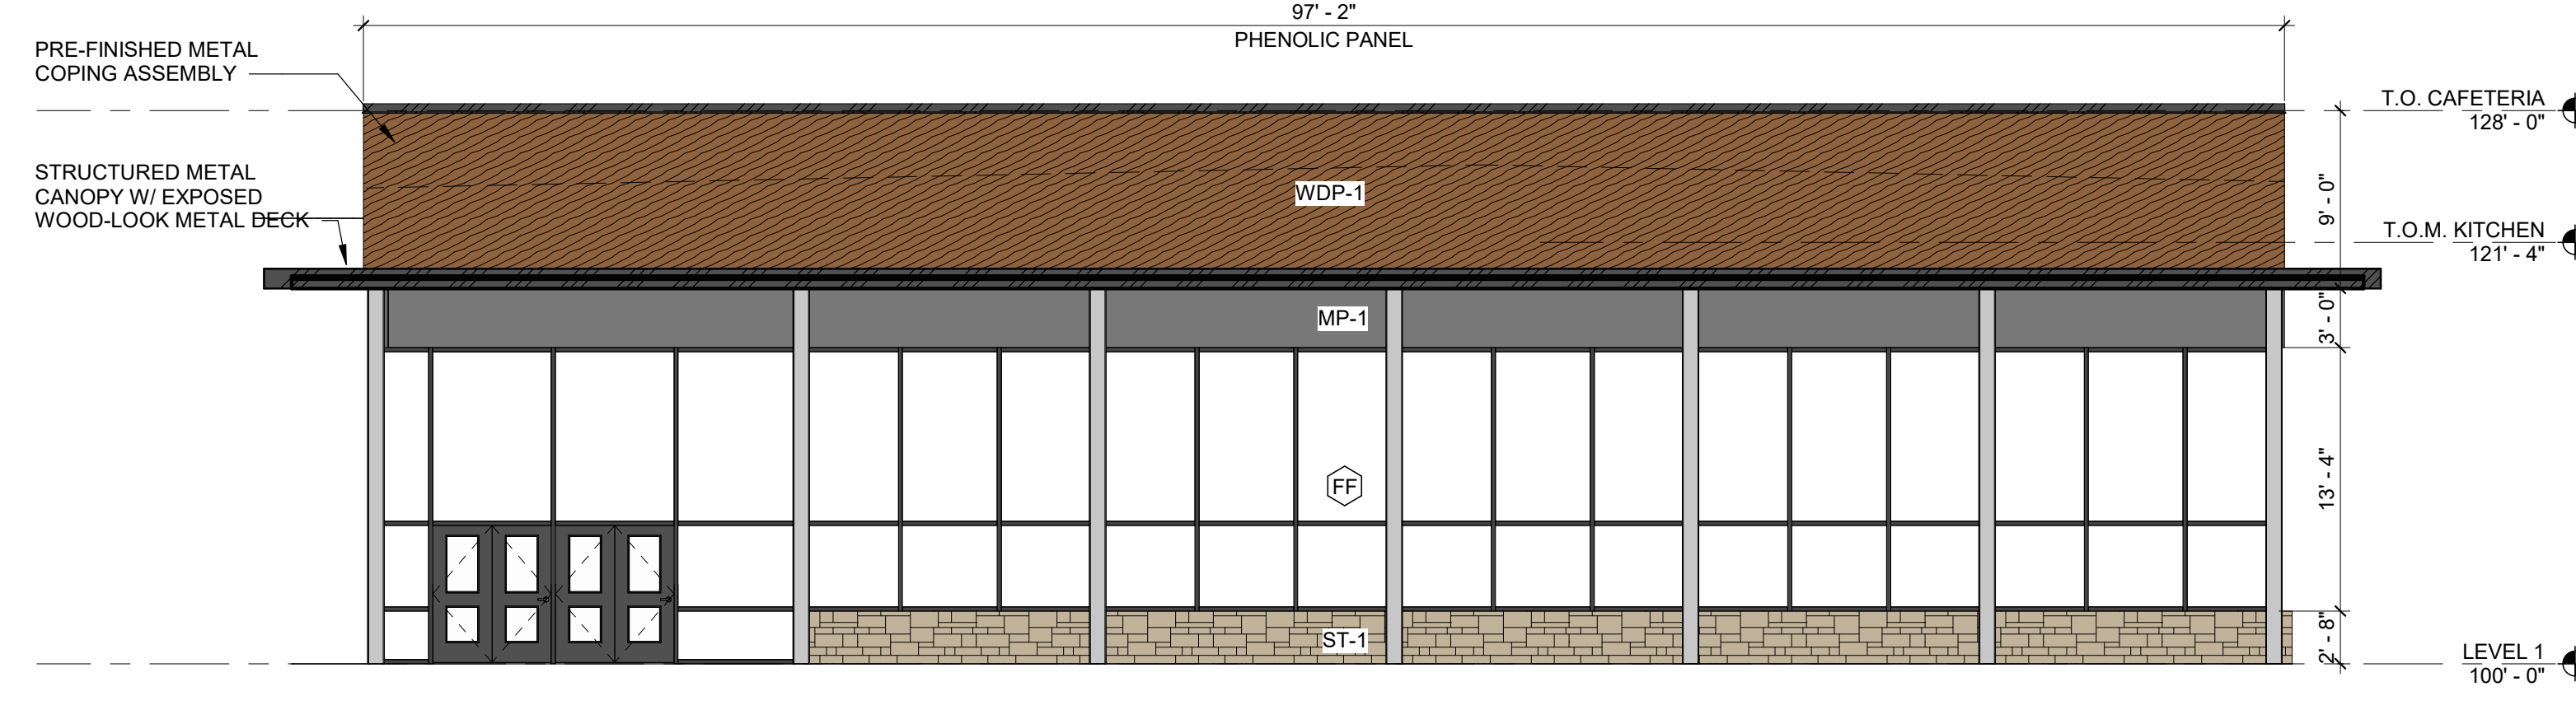 97' - 2"
PHENOLIC PANEL
PRE-FINISHED METAL
COPING ASSEMBLY
T.O. CAFETERIA
128' - 0"
STRUCTURED METAL
CANOPY W/ EXPOSED
WOOD-LOOK METAL DECK
WDP-1
9' - 0"
T.O.M. KITCHEN
121' - 4"
MP-1
3' - 0"
FF
13' - 4"
ST-1
2' - 8"
LEVEL 1
100' - 0"